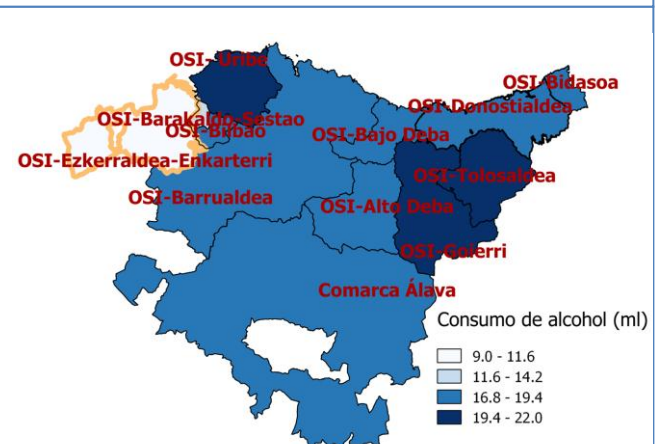 OSI- Uribe
OSI-Bidasoa
OSI-Donostialdea
OSI-Barakaldo-Sestao
OSI-Bilbao
OSI-Bajo Deba
OSI-Ezkerraldea-Enkarterri
OSI-Tolosaldea
OSI-Barrualdea
OSI-Alto Deba
OSI-Goierri
Comarca Álava
Consumo de alcohol (ml)
9.0 - 11.6
11.6 - 14.2
16.8 - 19.4
19.4 - 22.0